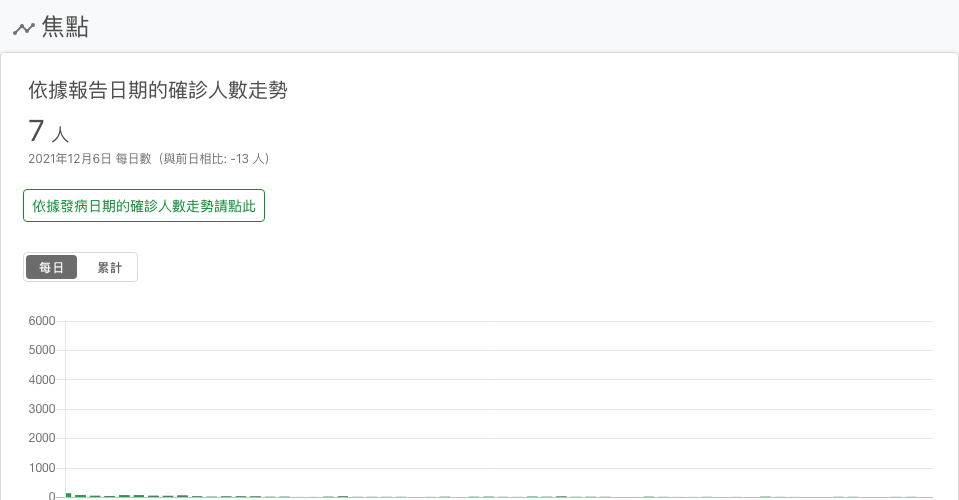 焦點
依據報告日期的確診人數走勢
7 人
2021年12月6日 每日數（與前日相比: -13 人）
依據發病日期的確診人數走勢請點此
每日 累計
6000
5000
4000
3000
2000
1000
0